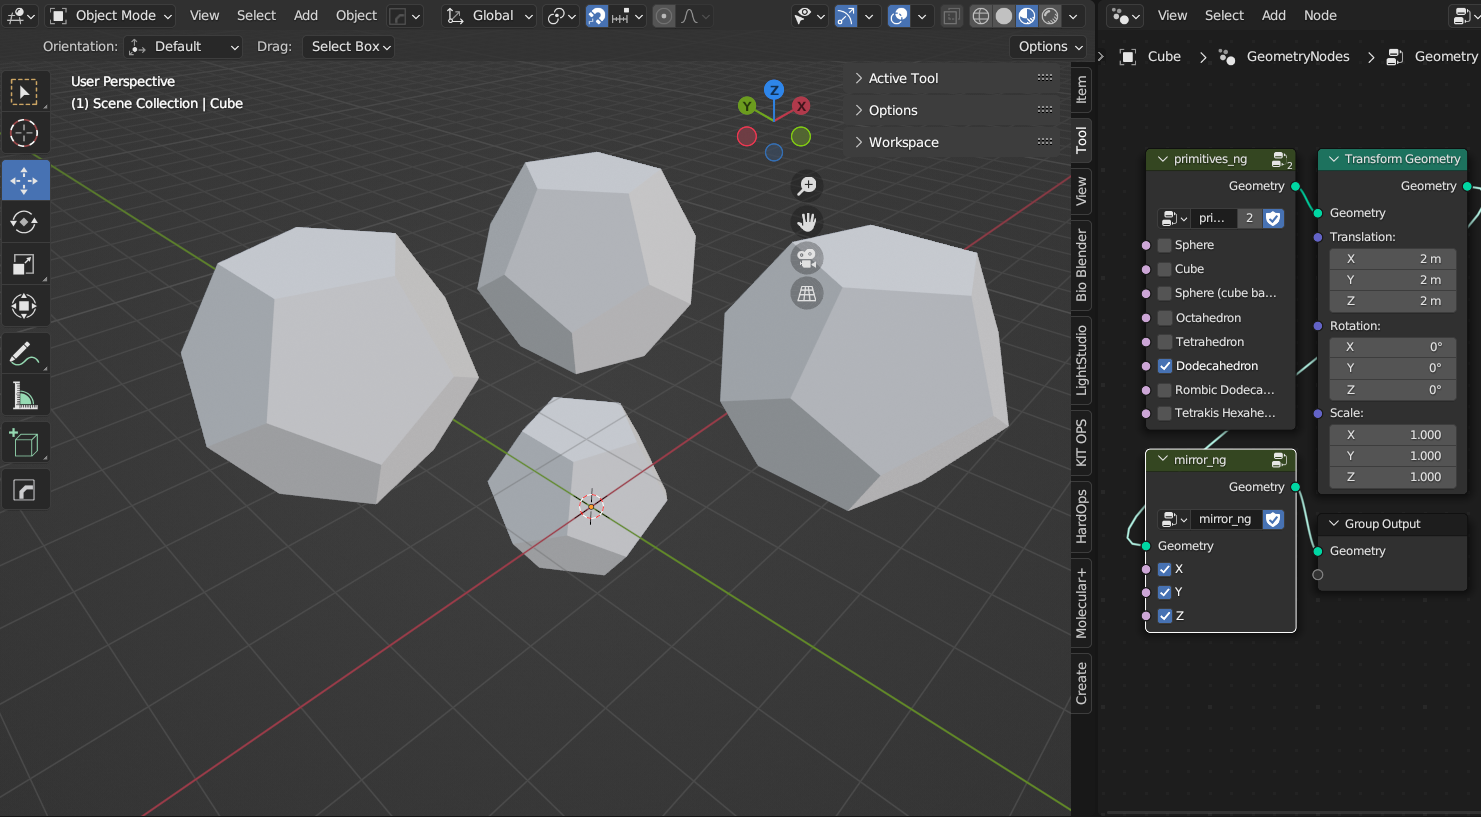 Object Mode View Select Add Object Global
View Select Add Node
Orientation: Default Drag: Select Box Options
Cube > GeometryNodes > Geometry
User Perspective
(1) Scene Collection | Cube
Z
Y
X
Active Tool
Options
Workspace
Item
Tool
View
Bio Blender
LightStudio
KIT OPS
HardOps
Molecular+
Create
primitives_ng 2
Geometry
pri... 2
Sphere
Cube
Sphere (cube ba...
Octahedron
Tetrahedron
Dodecahedron
Rombic Dodeca...
Tetrakis Hexahe...
Transform Geometry
Geometry
Geometry
Translation:
X 2 m
Y 2 m
Z 2 m
Rotation:
X 0°
Y 0°
Z 0°
Scale:
X 1.000
Y 1.000
Z 1.000
mirror_ng
Geometry
mirror_ng
Geometry
X
Y
Z
Group Output
Geometry